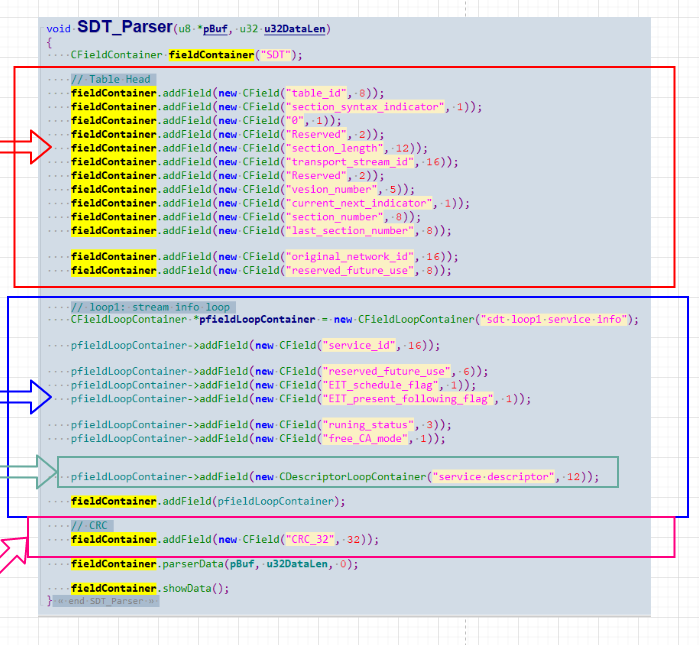 void SDT_Parser(u8 *pBuf, u32 u32DataLen)
{
CFieldContainer fieldContainer("SDT");
// Table Head
fieldContainer.addField(new CField("table_id", 8));
fieldContainer.addField(new CField("section_syntax_indicator", 1));
fieldContainer.addField(new CField("0", 1));
fieldContainer.addField(new CField("Reserved", 2));
fieldContainer.addField(new CField("section_length", 12));
fieldContainer.addField(new CField("transport_stream_id", 16));
fieldContainer.addField(new CField("Reserved", 2));
fieldContainer.addField(new CField("vesion_number", 5));
fieldContainer.addField(new CField("current_next_indicator", 1));
fieldContainer.addField(new CField("section_number", 8));
fieldContainer.addField(new CField("last_section_number", 8));
fieldContainer.addField(new CField("original_network_id", 16));
fieldContainer.addField(new CField("reserved_future_use", 8));
// loop1: stream info loop
CFieldLoopContainer *pfieldLoopContainer = new CFieldLoopContainer("sdt loop1 service info");
pfieldLoopContainer->addField(new CField("service_id", 16));
pfieldLoopContainer->addField(new CField("reserved_future_use", 6));
pfieldLoopContainer->addField(new CField("EIT_schedule_flag", 1));
pfieldLoopContainer->addField(new CField("EIT_present_following_flag", 1));
pfieldLoopContainer->addField(new CField("runing_status", 3));
pfieldLoopContainer->addField(new CField("free_CA_mode", 1));
pfieldLoopContainer->addField(new CDescriptorLoopContainer("service descriptor", 12));
fieldContainer.addField(pfieldLoopContainer);
// CRC
fieldContainer.addField(new CField("CRC_32", 32));
fieldContainer.parserData(pBuf, u32DataLen, 0);
fieldContainer.showData();
} « end SDT_Parser »